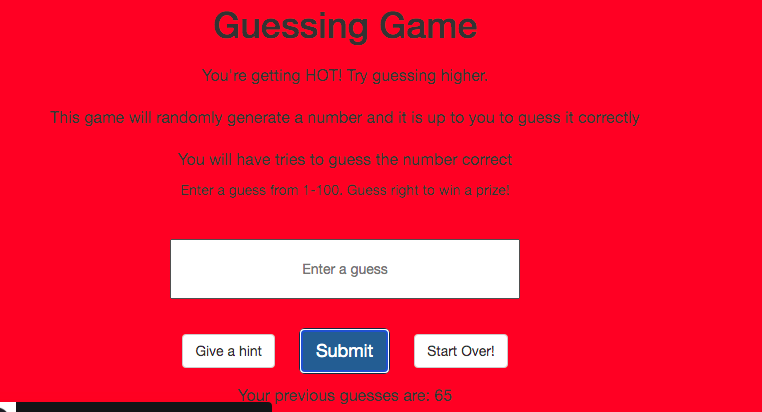 Guessing Game
You're getting HOT! Try guessing higher.
This game will randomly generate a number and it is up to you to guess it correctly
You will have tries to guess the number correct
Enter a guess from 1-100. Guess right to win a prize!
Enter a guess
Give a hint Submit Start Over!
Your previous guesses are: 65